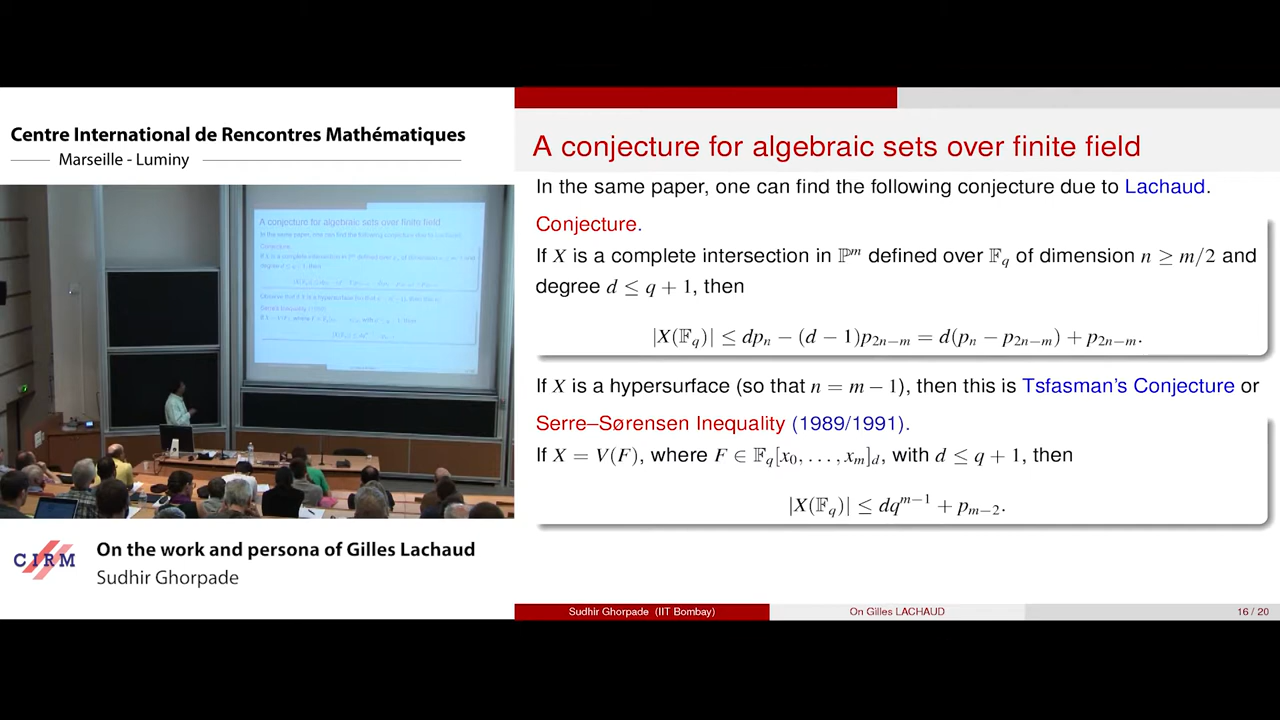 Centre International de Rencontres Mathématiques
Marseille - Luminy
A conjecture for algebraic sets over finite field
In the same paper, one can find the following conjecture due to Lachaud.
Conjecture.
If X is a complete intersection in ℙᵐ defined over 𝔽_q of dimension n ≥ m/2 and
degree d ≤ q + 1, then
|X(𝔽_q)| ≤ dp_n − (d − 1)p_{2n−m} = d(p_n − p_{2n−m}) + p_{2n−m}.
If X is a hypersurface (so that n = m − 1), then this is Tsfasman's Conjecture or
Serre–Sørensen Inequality (1989/1991).
If X = V(F), where F ∈ 𝔽_q[x_0, . . . , x_m]_d, with d ≤ q + 1, then
|X(𝔽_q)| ≤ dq^{m−1} + p_{m−2}.
CIRM
On the work and persona of Gilles Lachaud
Sudhir Ghorpade
Sudhir Ghorpade (IIT Bombay)
On Gilles LACHAUD
16 / 20